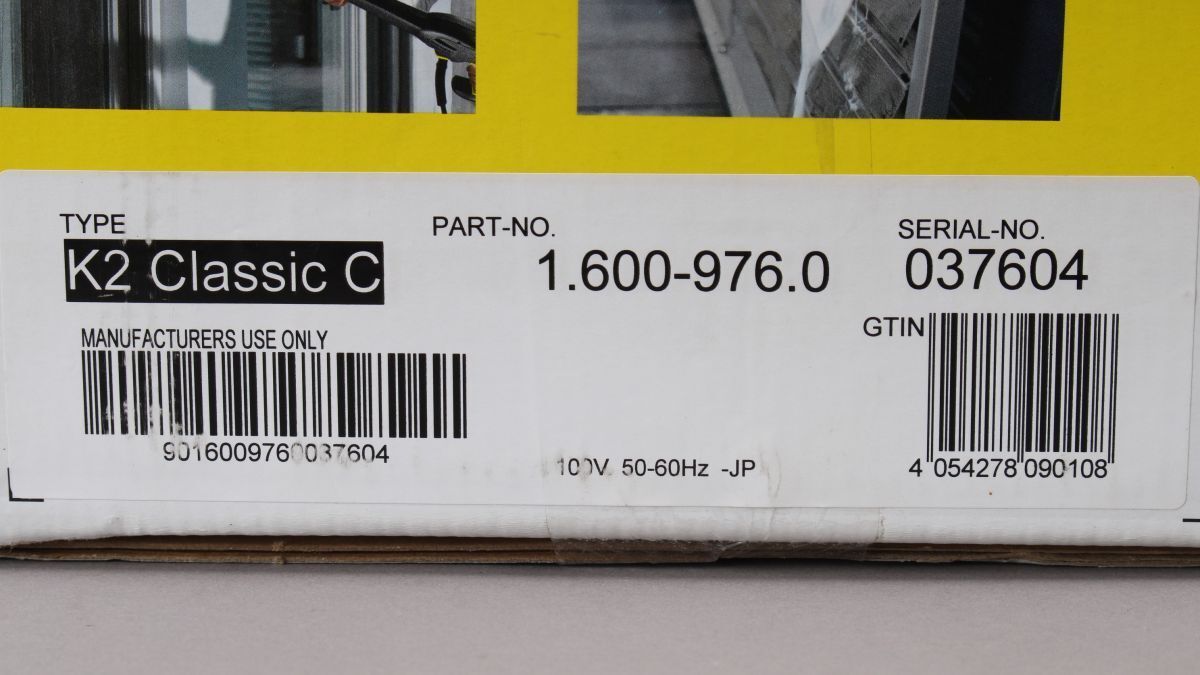 TYPE
K2 Classic C
PART-NO.
1.600-976.0
SERIAL-NO.
037604
MANUFACTURERS USE ONLY
9016009760037604
GTIN
4 054278 090108
100V 50-60Hz -JP